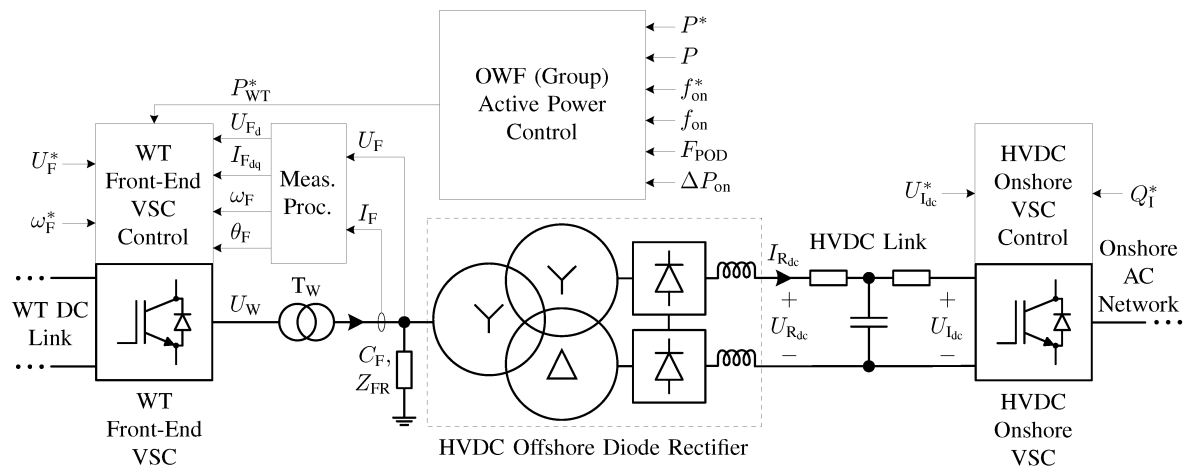 OWF (Group)
Active Power
Control
P*
P
f*on
fon
FPOD
ΔPon
P*WT
UFd
IFdq
ωF
θF
U*F
ω*F
WT
Front-End
VSC
Control
Meas.
Proc.
UF
IF
WT DC
Link
UW
TW
CF,
ZFR
WT
Front-End
VSC
HVDC Offshore Diode Rectifier
IRdc
HVDC Link
+
URdc
−
+
UIdc
−
U*Idc
HVDC
Onshore
VSC
Control
Q*I
Onshore
AC
Network
HVDC
Onshore
VSC